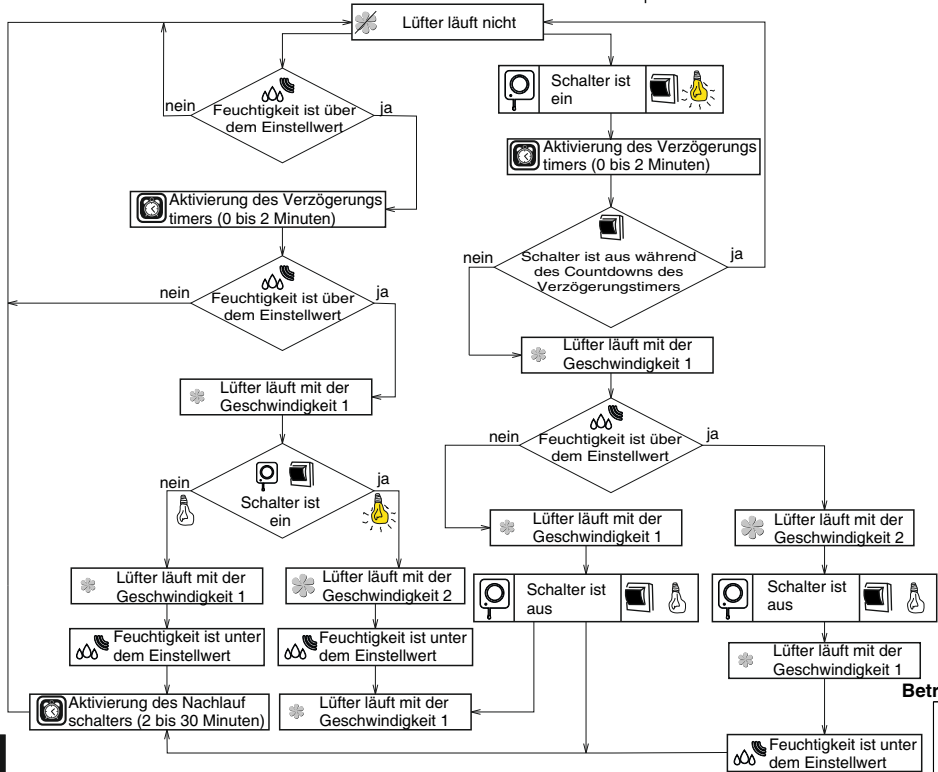 Lüfter läuft nicht
nein
Feuchtigkeit ist über
dem Einstellwert
ja
Aktivierung des Verzögerungs
timers (0 bis 2 Minuten)
nein
Feuchtigkeit ist über
dem Einstellwert
ja
Lüfter läuft mit der
Geschwindigkeit 1
nein
Schalter ist
ein
ja
Lüfter läuft mit der
Geschwindigkeit 1
Feuchtigkeit ist unter
dem Einstellwert
Aktivierung des Nachlauf
schalters (2 bis 30 Minuten)
Lüfter läuft mit der
Geschwindigkeit 2
Feuchtigkeit ist unter
dem Einstellwert
Lüfter läuft mit der
Geschwindigkeit 1
Schalter ist
ein
Aktivierung des Verzögerungs
timers (0 bis 2 Minuten)
nein
Schalter ist aus während
des Countdowns des
Verzögerungstimers
ja
Lüfter läuft mit der
Geschwindigkeit 1
nein
Feuchtigkeit ist über
dem Einstellwert
ja
Lüfter läuft mit der
Geschwindigkeit 1
Schalter ist
aus
Lüfter läuft mit der
Geschwindigkeit 2
Schalter ist
aus
Lüfter läuft mit der
Geschwindigkeit 1
Betr
Feuchtigkeit ist unter
dem Einstellwert